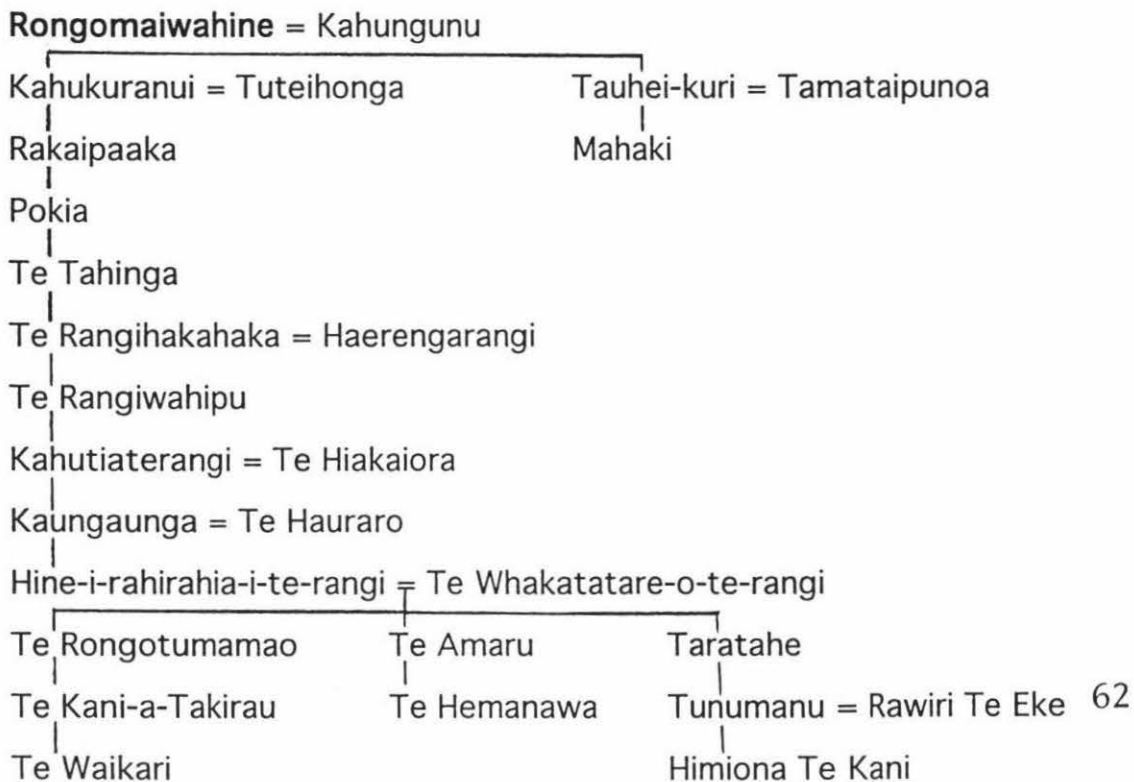 Rongomaiwahine = Kahungunu
Kahukuranui = Tuteihonga Tauhei-kuri = Tamataipunoa
Rakaipaaka Mahaki
Pokia
Te Tahinga
Te Rangihakahaka = Haerengarangi
Te Rangiwahipu
Kahutiaterangi = Te Hiakaiora
Kaungaunga = Te Hauraro
Hine-i-rahirahia-i-te-rangi = Te Whakatatare-o-te-rangi
Te Rongotumamao Te Amaru Taratahe
Te Kani-a-Takirau Te Hemanawa Tunumanu = Rawiri Te Eke 62
Te Waikari Himiona Te Kani